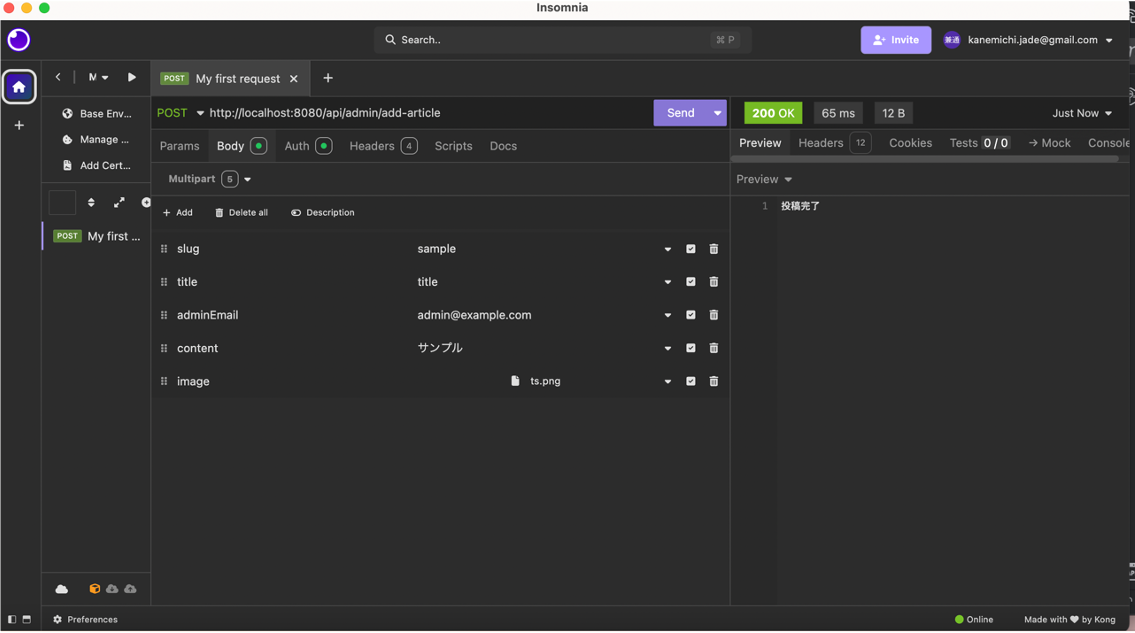 Insomnia
Search..
⌘ P
Invite
兼通
kanemichi.jade@gmail.com
M
POST My first request
Base Env...
Manage ...
Add Cert...
POST My first ...
POST http://localhost:8080/api/admin/add-article
Send
Params Body Auth Headers 4 Scripts Docs
Multipart 5
Add Delete all Description
slug sample
title title
adminEmail admin@example.com
content サンプル
image ts.png
200 OK 65 ms 12 B Just Now
Preview Headers 12 Cookies Tests 0 / 0 → Mock Console
Preview
1 投稿完了
Preferences
Online
Made with ♥ by Kong